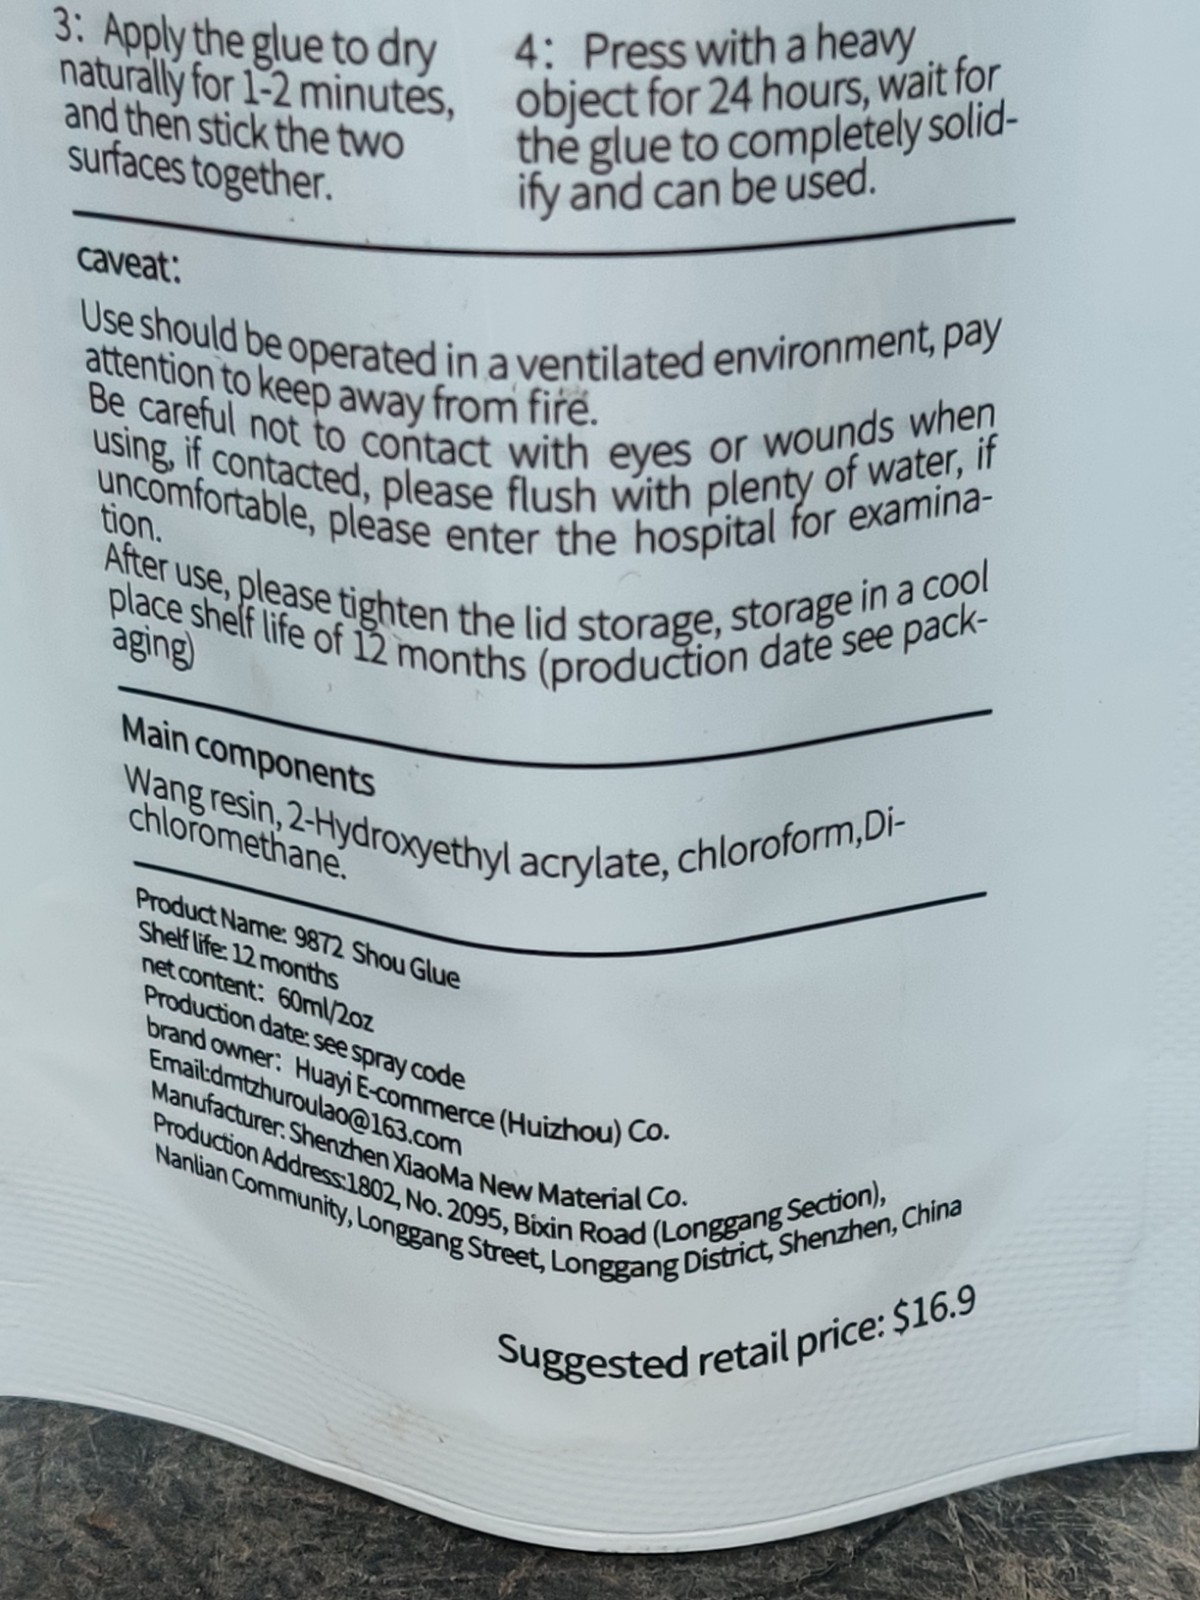 3: Apply the glue to dry
naturally for 1-2 minutes,
and then stick the two
surfaces together.
4: Press with a heavy
object for 24 hours, wait for
the glue to completely solid-
ify and can be used.
caveat:
Use should be operated in a ventilated environment, pay
attention to keep away from fire.
Be careful not to contact with eyes or wounds when
using, if contacted, please flush with plenty of water, if
uncomfortable, please enter the hospital for examina-
tion.
After use, please tighten the lid storage, storage in a cool
place shelf life of 12 months (production date see pack-
aging)
Main components
Wang resin, 2-Hydroxyethyl acrylate, chloroform,Di-
chloromethane.
Product Name: 9872 Shou Glue
Shelf life: 12 months
net content: 60ml/2oz
Production date: see spray code
brand owner: Huayi E-commerce (Huizhou) Co.
Email:dmtzhuroulao@163.com
Manufacturer: Shenzhen XiaoMa New Material Co.
Production Address:1802, No. 2095, Bixin Road (Longgang Section),
Nanlian Community, Longgang Street, Longgang District, Shenzhen, China
Suggested retail price: $16.9